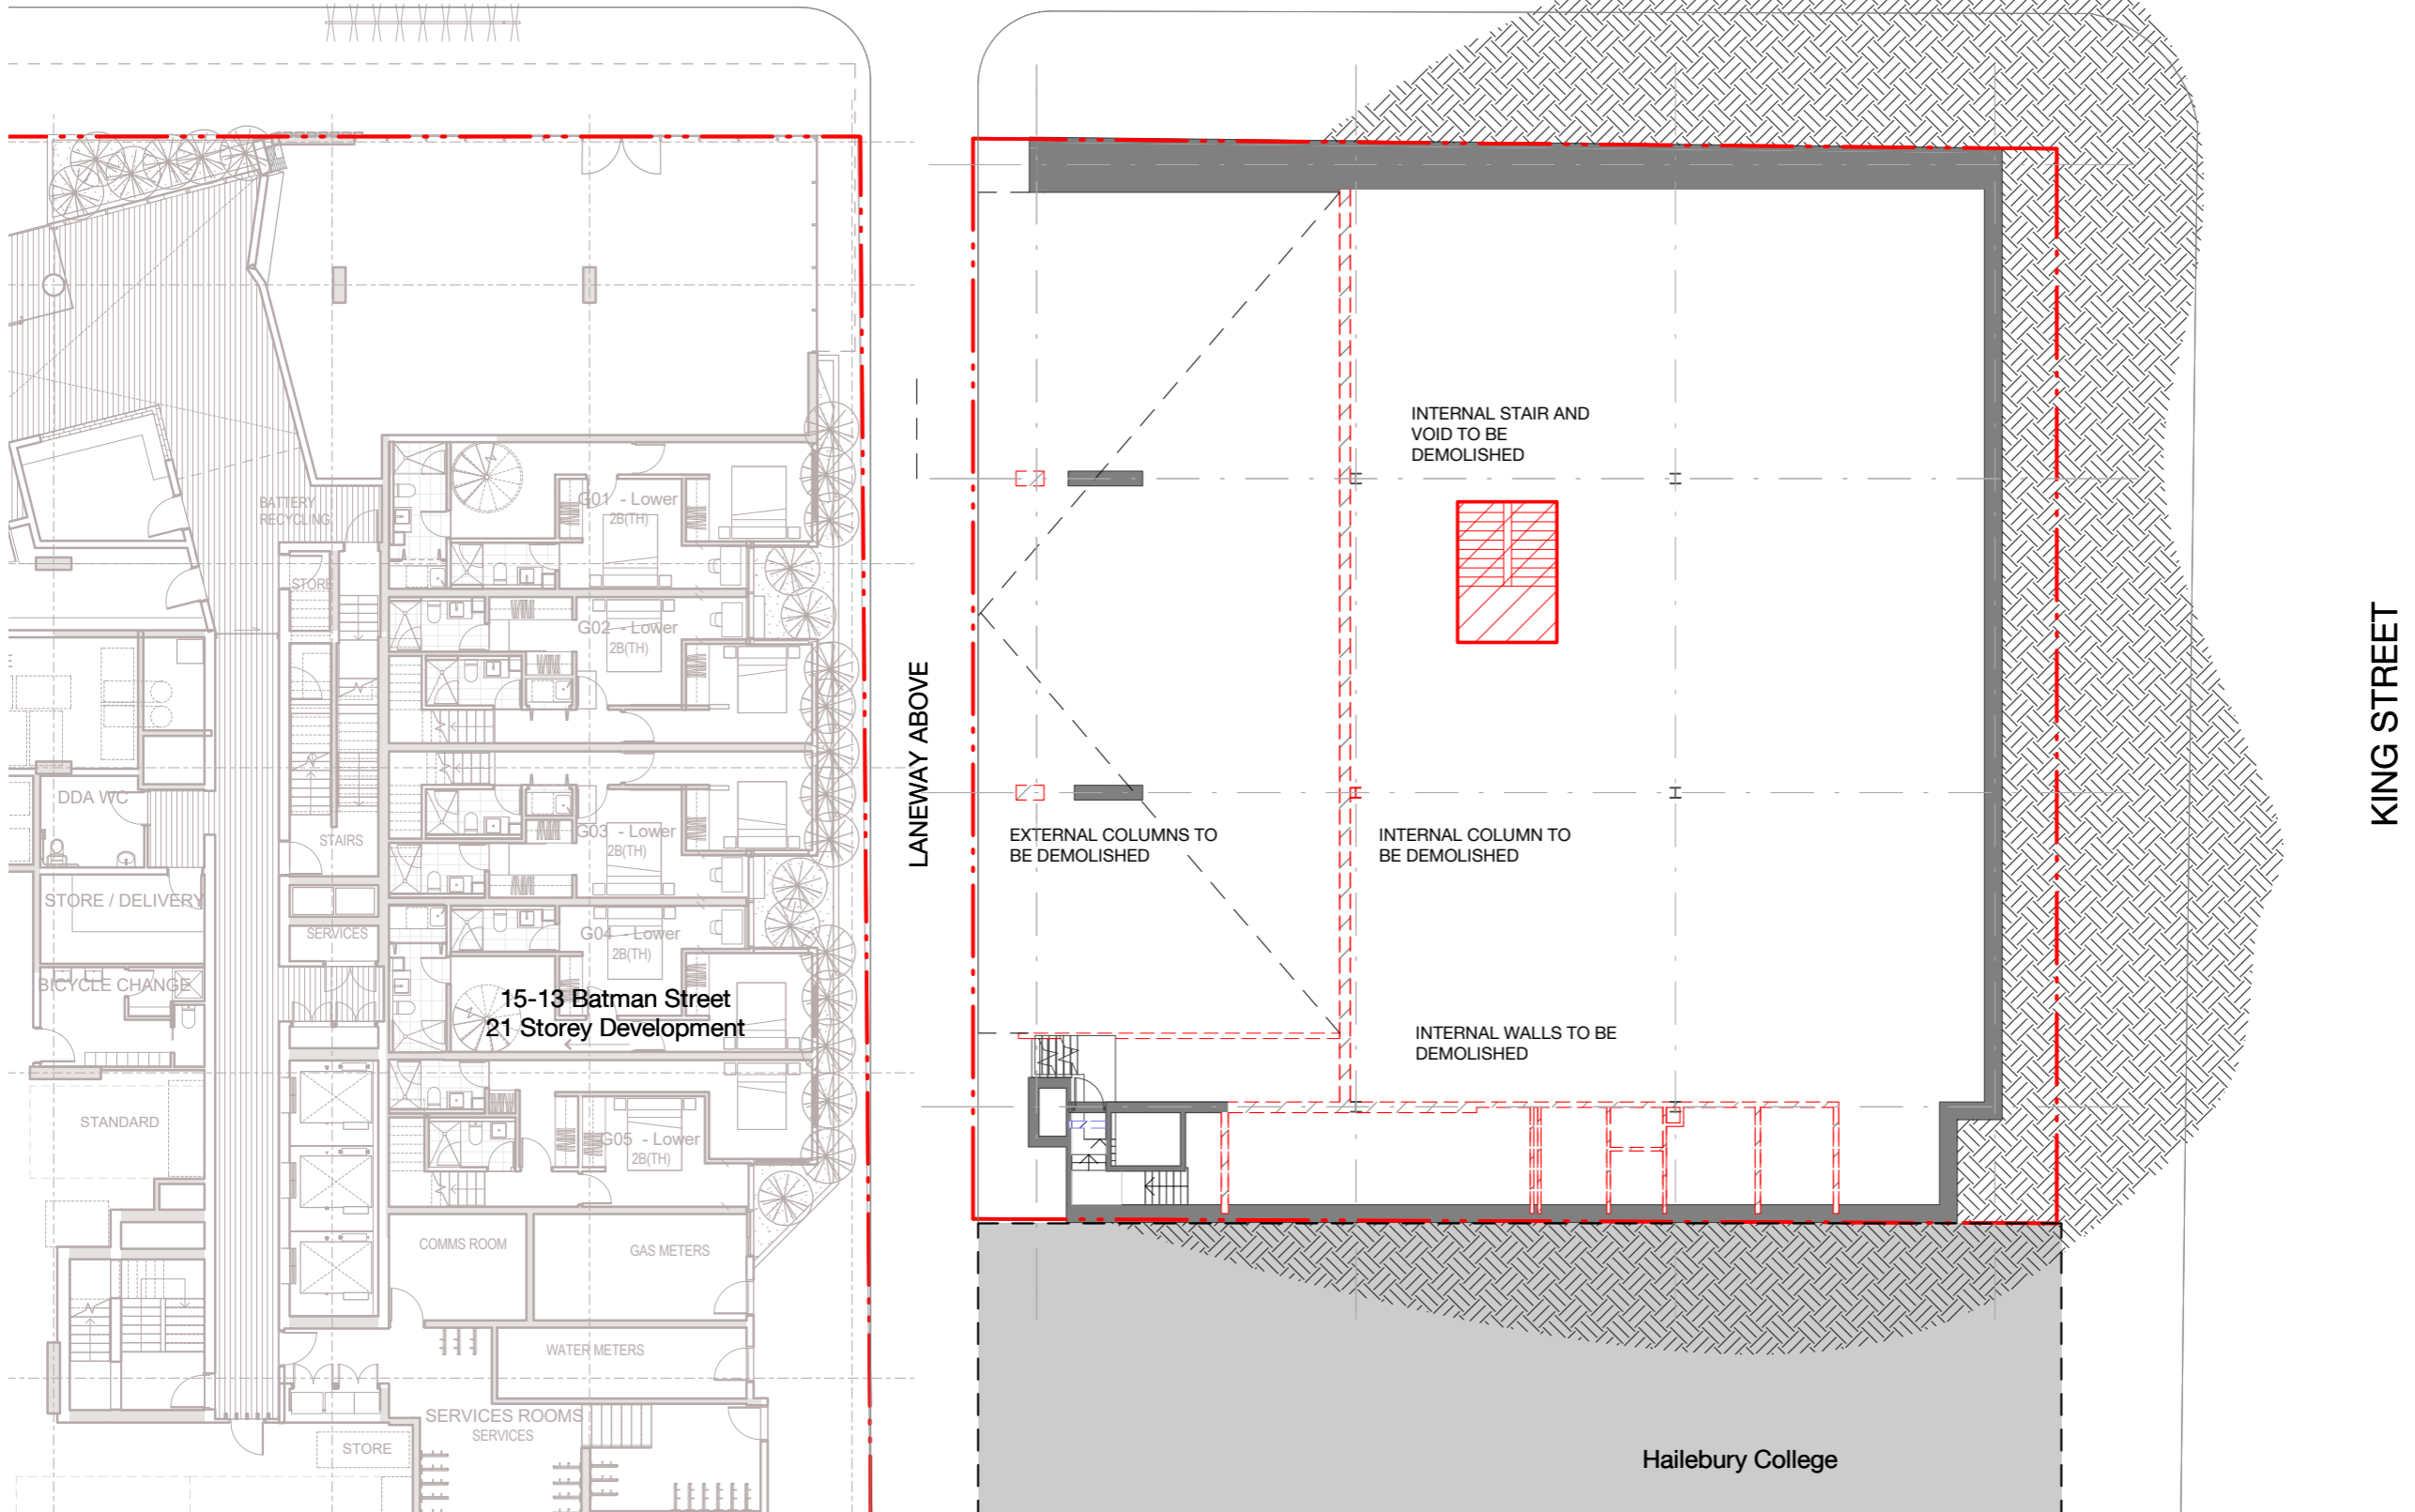 BATTERY
RECYCLING
STORE
DDA WC
STAIRS
STORE / DELIVERY
SERVICES
BICYCLE CHANGE
STANDARD
G01 - Lower
2B(TH)
G02 - Lower
2B(TH)
G03 - Lower
2B(TH)
G04 - Lower
2B(TH)
15-13 Batman Street
21 Storey Development
G05 - Lower
2B(TH)
COMMS ROOM
GAS METERS
WATER METERS
SERVICES ROOMS
SERVICES
STORE
LANEWAY ABOVE
INTERNAL STAIR AND
VOID TO BE
DEMOLISHED
EXTERNAL COLUMNS TO
BE DEMOLISHED
INTERNAL COLUMN TO
BE DEMOLISHED
INTERNAL WALLS TO BE
DEMOLISHED
Hailebury College
KING STREET